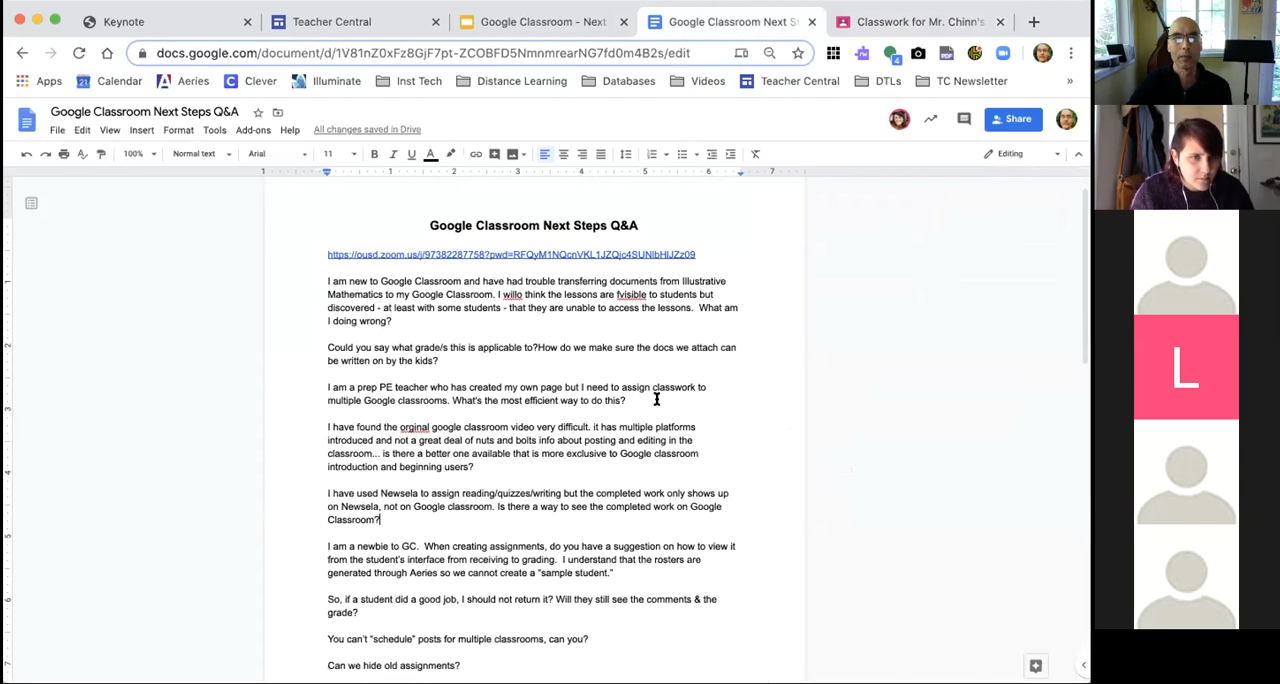 Keynote
Teacher Central
Google Classroom - Next
Google Classroom Next S
Classwork for Mr. Chinn's
Apps
Calendar
Aeries
Clever
Illuminate
Inst Tech
Distance Learning
Databases
Videos
Teacher Central
DTLs
TC Newsletter
Google Classroom Next Steps Q&A
File Edit View Insert Format Tools Add-ons Help All changes saved in Drive
Share
100% Normal text Arial 11 B I U A Editing
1 1 2 3 4 5 6 7
Google Classroom Next Steps Q&A
I am new to Google Classroom and have had trouble transferring documents from Illustrative
Mathematics to my Google Classroom. I willo think the lessons are fvisible to students but
discovered - at least with some students - that they are unable to access the lessons. What am
I doing wrong?
Could you say what grade/s this is applicable to?How do we make sure the docs we attach can
be written on by the kids?
I am a prep PE teacher who has created my own page but I need to assign classwork to
multiple Google classrooms. What's the most efficient way to do this?
I have found the orginal google classroom video very difficult. it has multiple platforms
introduced and not a great deal of nuts and bolts info about posting and editing in the
classroom... is there a better one available that is more exclusive to Google classroom
introduction and beginning users?
I have used Newsela to assign reading/quizzes/writing but the completed work only shows up
on Newsela, not on Google classroom. Is there a way to see the completed work on Google
Classroom?
I am a newbie to GC. When creating assignments, do you have a suggestion on how to view it
from the student's interface from receiving to grading. I understand that the rosters are
generated through Aeries so we cannot create a "sample student."
So, if a student did a good job, I should not return it? Will they still see the comments & the
grade?
You can't "schedule" posts for multiple classrooms, can you?
Can we hide old assignments?
L